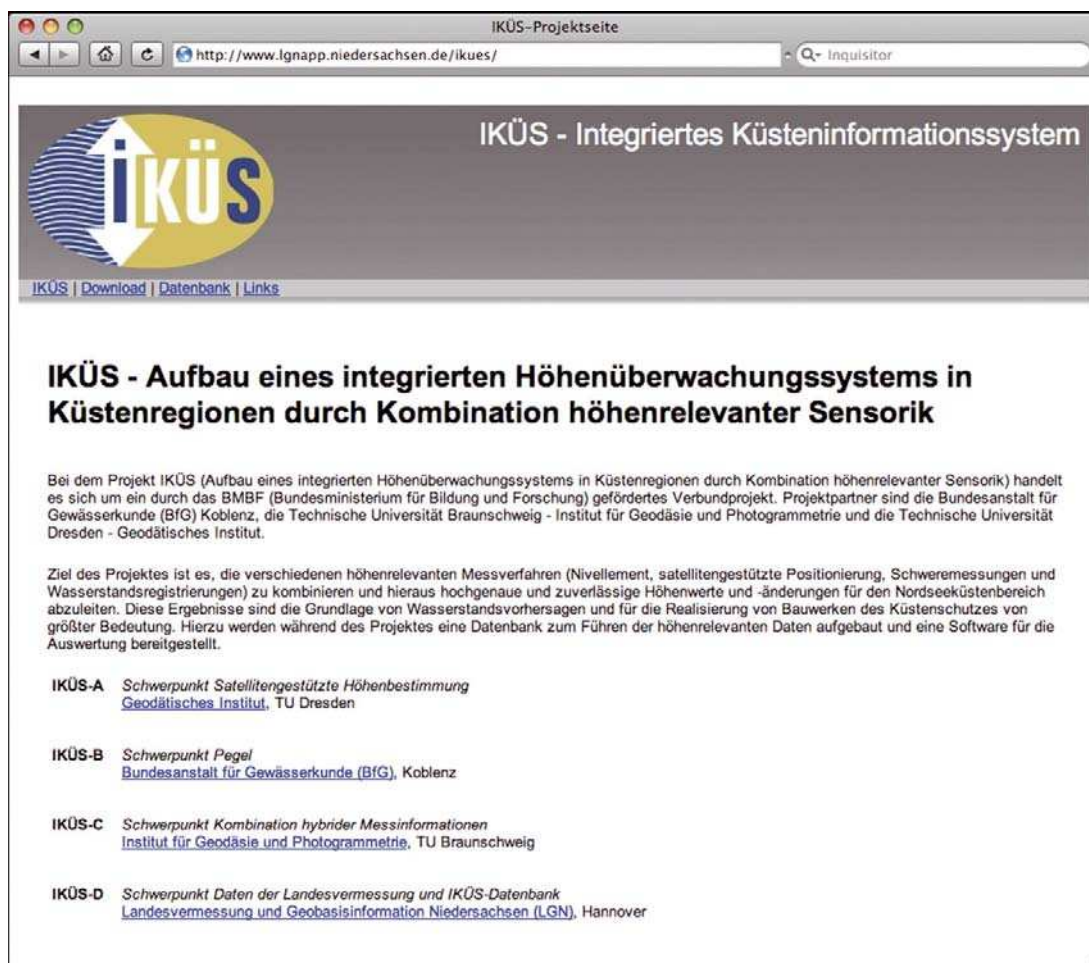 IKÜS-Projektseite
http://www.lgnapp.niedersachsen.de/ikues/
Inquisitor
iKÜS
IKÜS - Integriertes Küsteninformationssystem
IKÜS | Download | Datenbank | Links
IKÜS - Aufbau eines integrierten Höhenüberwachungssystems in
Küstenregionen durch Kombination höhenrelevanter Sensorik
Bei dem Projekt IKÜS (Aufbau eines integrierten Höhenüberwachungssystems in Küstenregionen durch Kombination höhenrelevanter Sensorik) handelt
es sich um ein durch das BMBF (Bundesministerium für Bildung und Forschung) gefördertes Verbundprojekt. Projektpartner sind die Bundesanstalt für
Gewässerkunde (BfG) Koblenz, die Technische Universität Braunschweig - Institut für Geodäsie und Photogrammetrie und die Technische Universität
Dresden - Geodätisches Institut.
Ziel des Projektes ist es, die verschiedenen höhenrelevanten Messverfahren (Nivellement, satellitengestützte Positionierung, Schweremessungen und
Wasserstandsregistrierungen) zu kombinieren und hieraus hochgenaue und zuverlässige Höhenwerte und -änderungen für den Nordseeküstenbereich
abzuleiten. Diese Ergebnisse sind die Grundlage von Wasserstandsvorhersagen und für die Realisierung von Bauwerken des Küstenschutzes von
größter Bedeutung. Hierzu werden während des Projektes eine Datenbank zum Führen der höhenrelevanten Daten aufgebaut und eine Software für die
Auswertung bereitgestellt.
IKÜS-A Schwerpunkt Satellitengestützte Höhenbestimmung
Geodätisches Institut, TU Dresden
IKÜS-B Schwerpunkt Pegel
Bundesanstalt für Gewässerkunde (BfG), Koblenz
IKÜS-C Schwerpunkt Kombination hybrider Messinformationen
Institut für Geodäsie und Photogrammetrie, TU Braunschweig
IKÜS-D Schwerpunkt Daten der Landesvermessung und IKÜS-Datenbank
Landesvermessung und Geobasisinformation Niedersachsen (LGN), Hannover